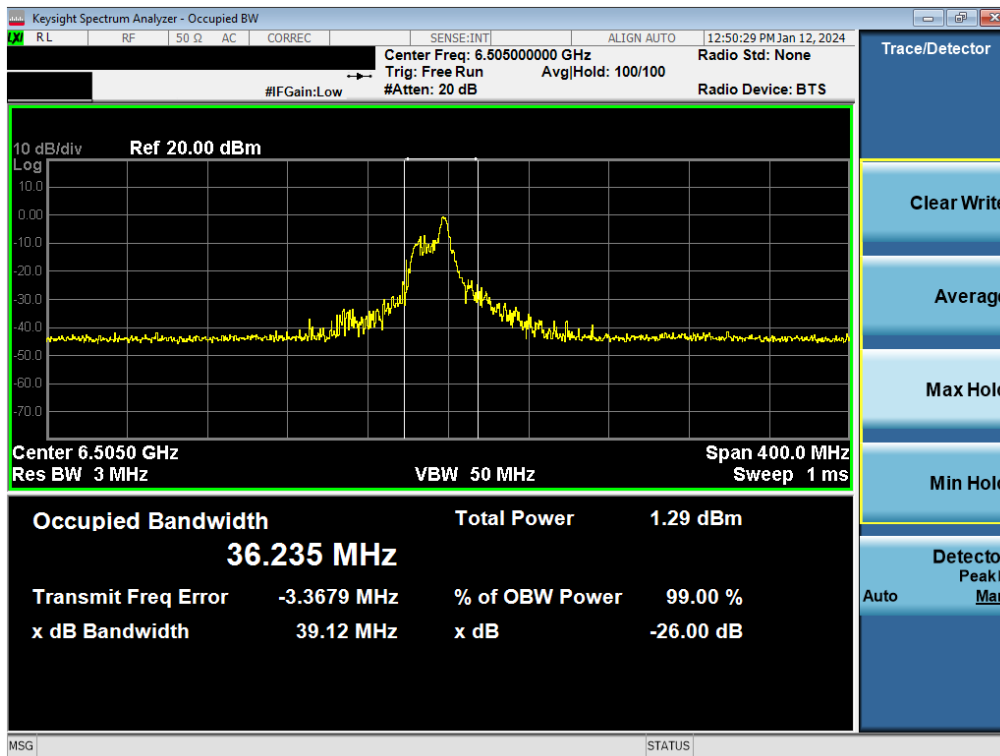 Keysight Spectrum Analyzer - Occupied BW
LXI RL RF 50 Ω AC CORREC SENSE:INT ALIGN AUTO 12:50:29 PM Jan 12, 2024
Center Freq: 6.505000000 GHz Radio Std: None
Trig: Free Run Avg|Hold: 100/100
#IFGain:Low #Atten: 20 dB Radio Device: BTS
Trace/Detector
10 dB/div Ref 20.00 dBm
Log
10.0
0.00
-10.0
-20.0
-30.0
-40.0
-50.0
-60.0
-70.0
Center 6.5050 GHz Span 400.0 MHz
Res BW 3 MHz VBW 50 MHz Sweep 1 ms
Occupied Bandwidth Total Power 1.29 dBm
36.235 MHz
Transmit Freq Error -3.3679 MHz % of OBW Power 99.00 %
x dB Bandwidth 39.12 MHz x dB -26.00 dB
Clear Write
Average
Max Hold
Min Hold
Detector
Peak
Auto Man
MSG STATUS